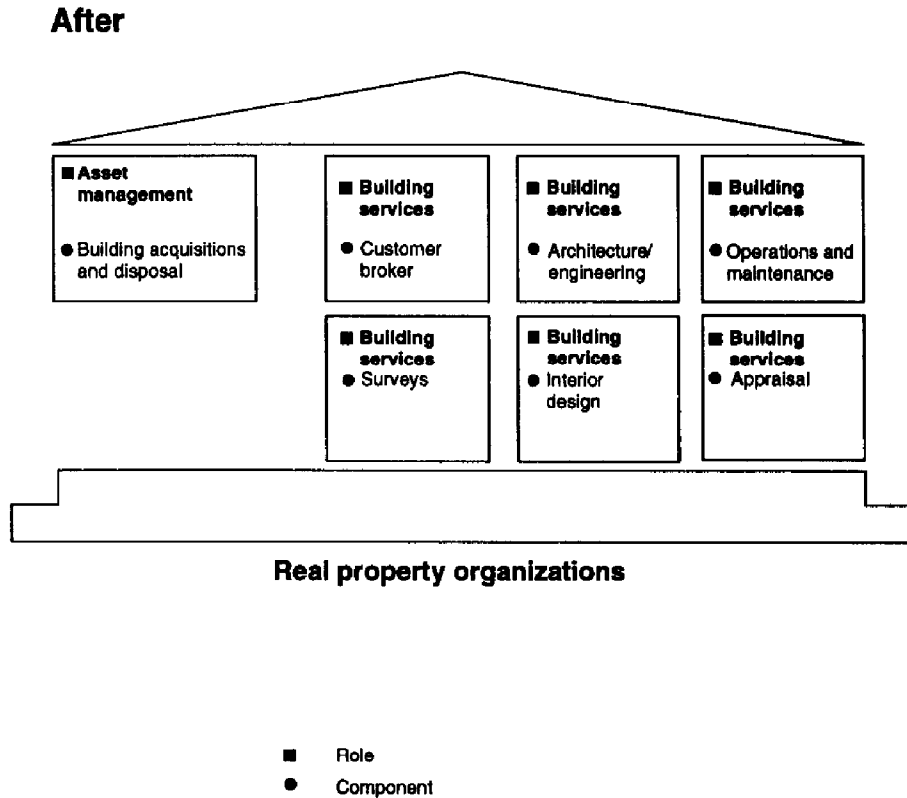 After
■ Asset
management
● Building acquisitions
and disposal
■ Building
services
● Customer
broker
■ Building
services
● Architecture/
engineering
■ Building
services
● Operations and
maintenance
■ Building
services
● Surveys
■ Building
services
● Interior
design
■ Building
services
● Appraisal
Real property organizations
■ Role
● Component